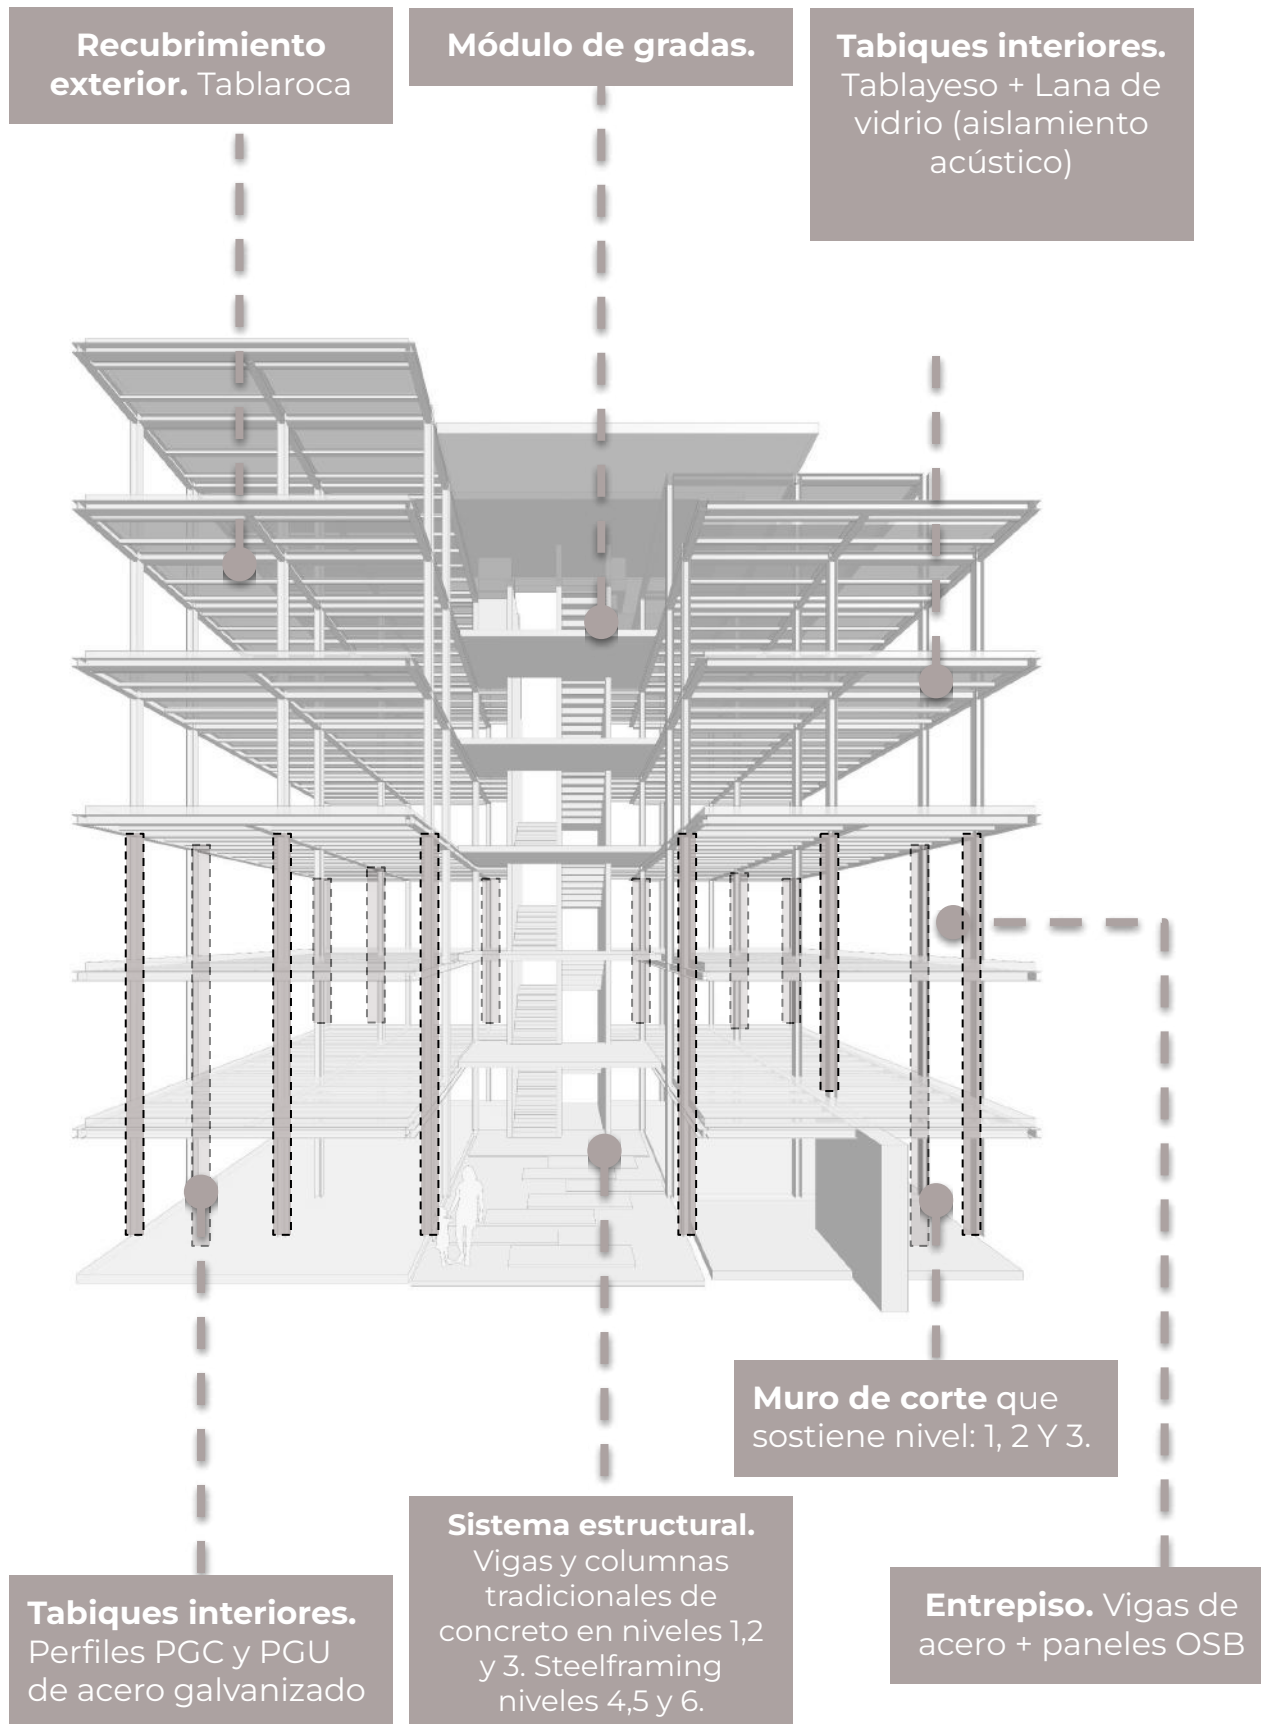 Recubrimiento
exterior. Tablaroca
Módulo de gradas.
Tabiques interiores.
Tablayeso + Lana de
vidrio (aislamiento
acústico)
Muro de corte que
sostiene nivel: 1, 2 Y 3.
Sistema estructural.
Vigas y columnas
tradicionales de
concreto en niveles 1,2
y 3. Steelframing
niveles 4,5 y 6.
Tabiques interiores.
Perfiles PGC y PGU
de acero galvanizado
Entrepiso. Vigas de
acero + paneles OSB